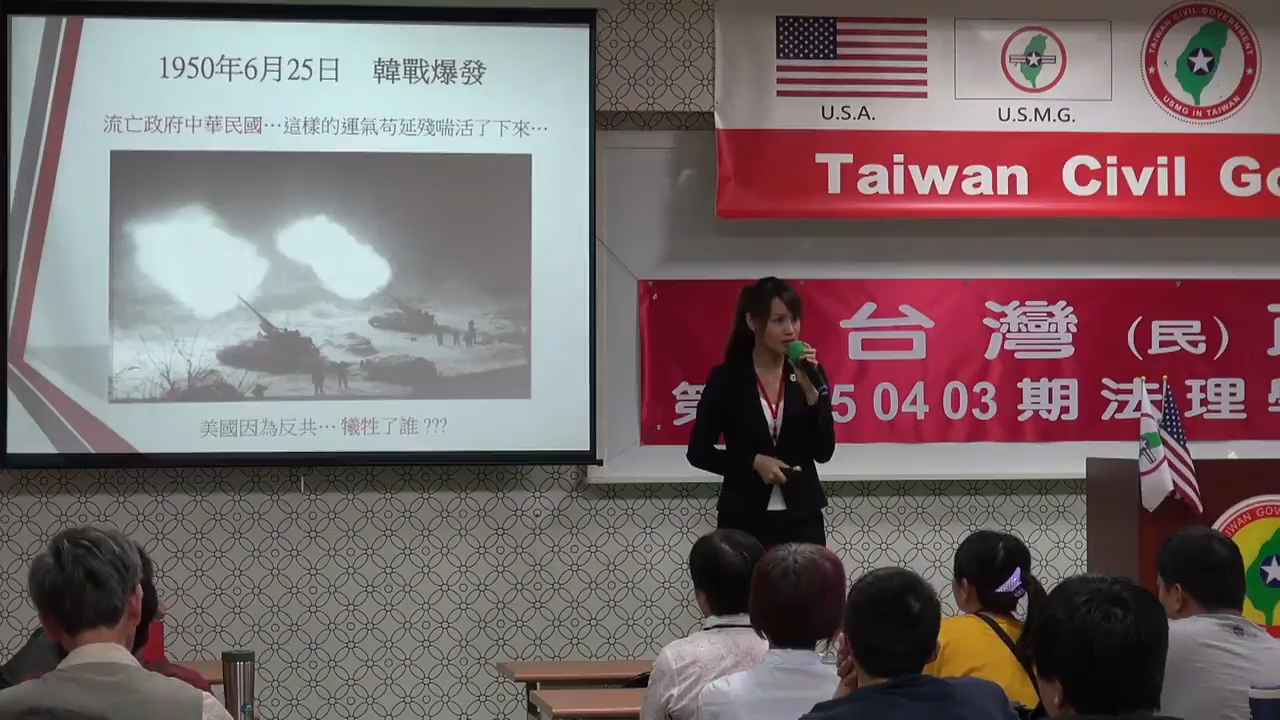 1950年6月25日 韓戰爆發
流亡政府中華民國…這樣的運氣苟延殘喘活了下來…
美國因為反共… 犧牲了誰 ???
U.S.A.
U.S.M.G.
TAIWAN CIVIL GOVERNMENT
USMG IN TAIWAN
Taiwan Civil
台灣(民)
第 5 04 03 期 法理